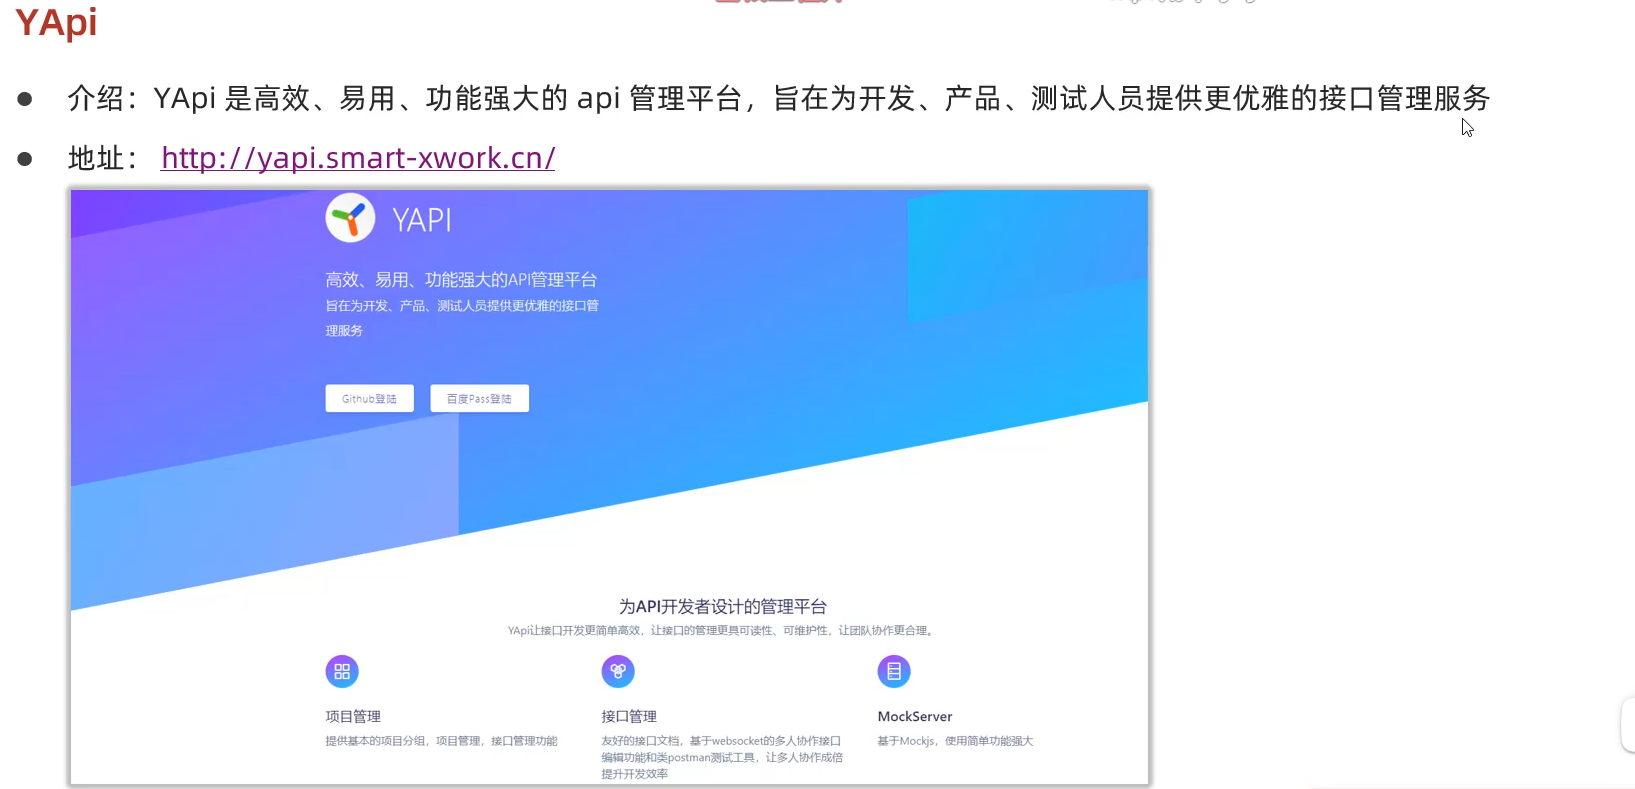 YApi
介绍：YApi 是高效、易用、功能强大的 api 管理平台，旨在为开发、产品、测试人员提供更优雅的接口管理服务
地址： http://yapi.smart-xwork.cn/
YAPI
高效、易用、功能强大的API管理平台
旨在为开发、产品、测试人员提供更优雅的接口管
理服务
Github登陆
百度Pass登陆
为API开发者设计的管理平台
YApi让接口开发更简单高效，让接口的管理更具可读性、可维护性，让团队协作更合理。
项目管理
提供基本的项目分组，项目管理，接口管理功能
接口管理
友好的接口文档，基于websocket的多人协作接口
编辑功能和类postman测试工具，让多人协作成倍
提升开发效率
MockServer
基于Mockjs，使用简单功能强大